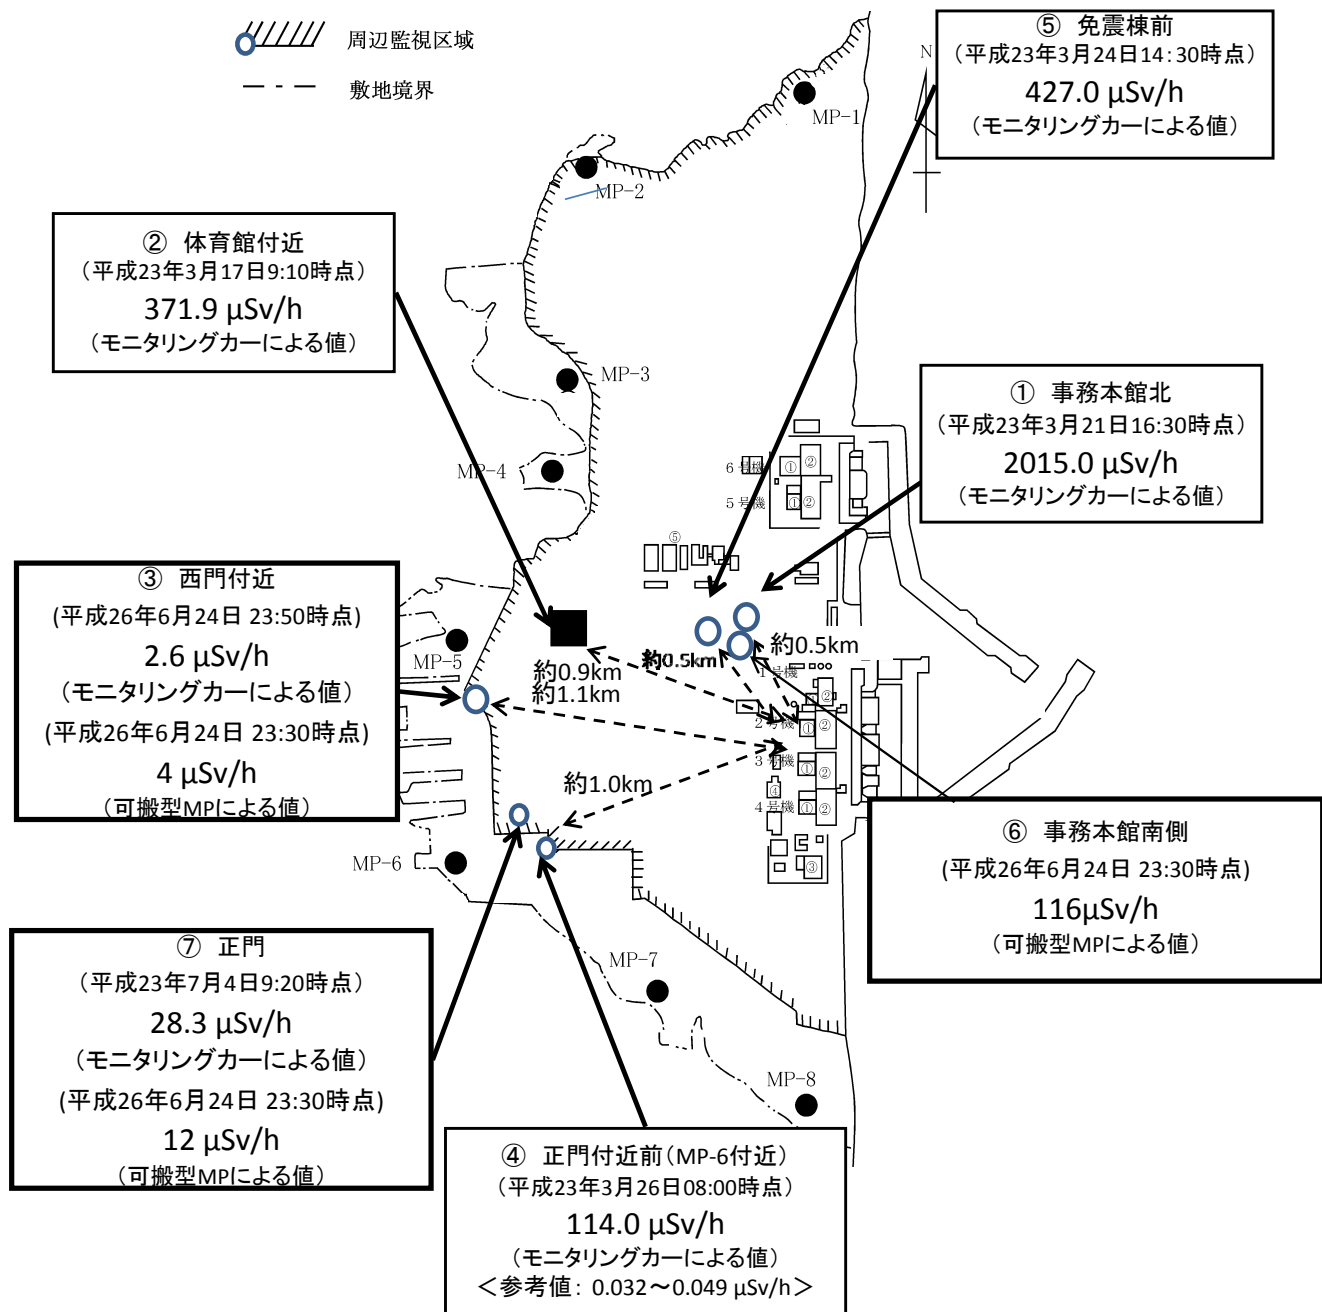 周辺監視区域
敷地境界
⑤ 免震棟前
(平成23年3月24日14:30時点)
427.0 µSv/h
(モニタリングカーによる値)
N
MP-1
MP-2
② 体育館付近
(平成23年3月17日9:10時点)
371.9 µSv/h
(モニタリングカーによる値)
MP-3
① 事務本館北
(平成23年3月21日16:30時点)
2015.0 µSv/h
(モニタリングカーによる値)
MP-4
6号機
① ②
5号機
① ②
⑤
③ 西門付近
(平成26年6月24日 23:50時点)
2.6 µSv/h
(モニタリングカーによる値)
(平成26年6月24日 23:30時点)
4 µSv/h
(可搬型MPによる値)
MP-5
約0.9km
約0.5km
約0.5km
約1.1km
1号機
②
2号機
① ②
3号機
① ②
約1.0km
④
4号機
① ②
③
MP-6
⑥ 事務本館南側
(平成26年6月24日 23:30時点)
116µSv/h
(可搬型MPによる値)
⑦ 正門
(平成23年7月4日9:20時点)
28.3 µSv/h
(モニタリングカーによる値)
(平成26年6月24日 23:30時点)
12 µSv/h
(可搬型MPによる値)
MP-7
MP-8
④ 正門付近前(MP-6付近)
(平成23年3月26日08:00時点)
114.0 µSv/h
(モニタリングカーによる値)
<参考値: 0.032～0.049 µSv/h>